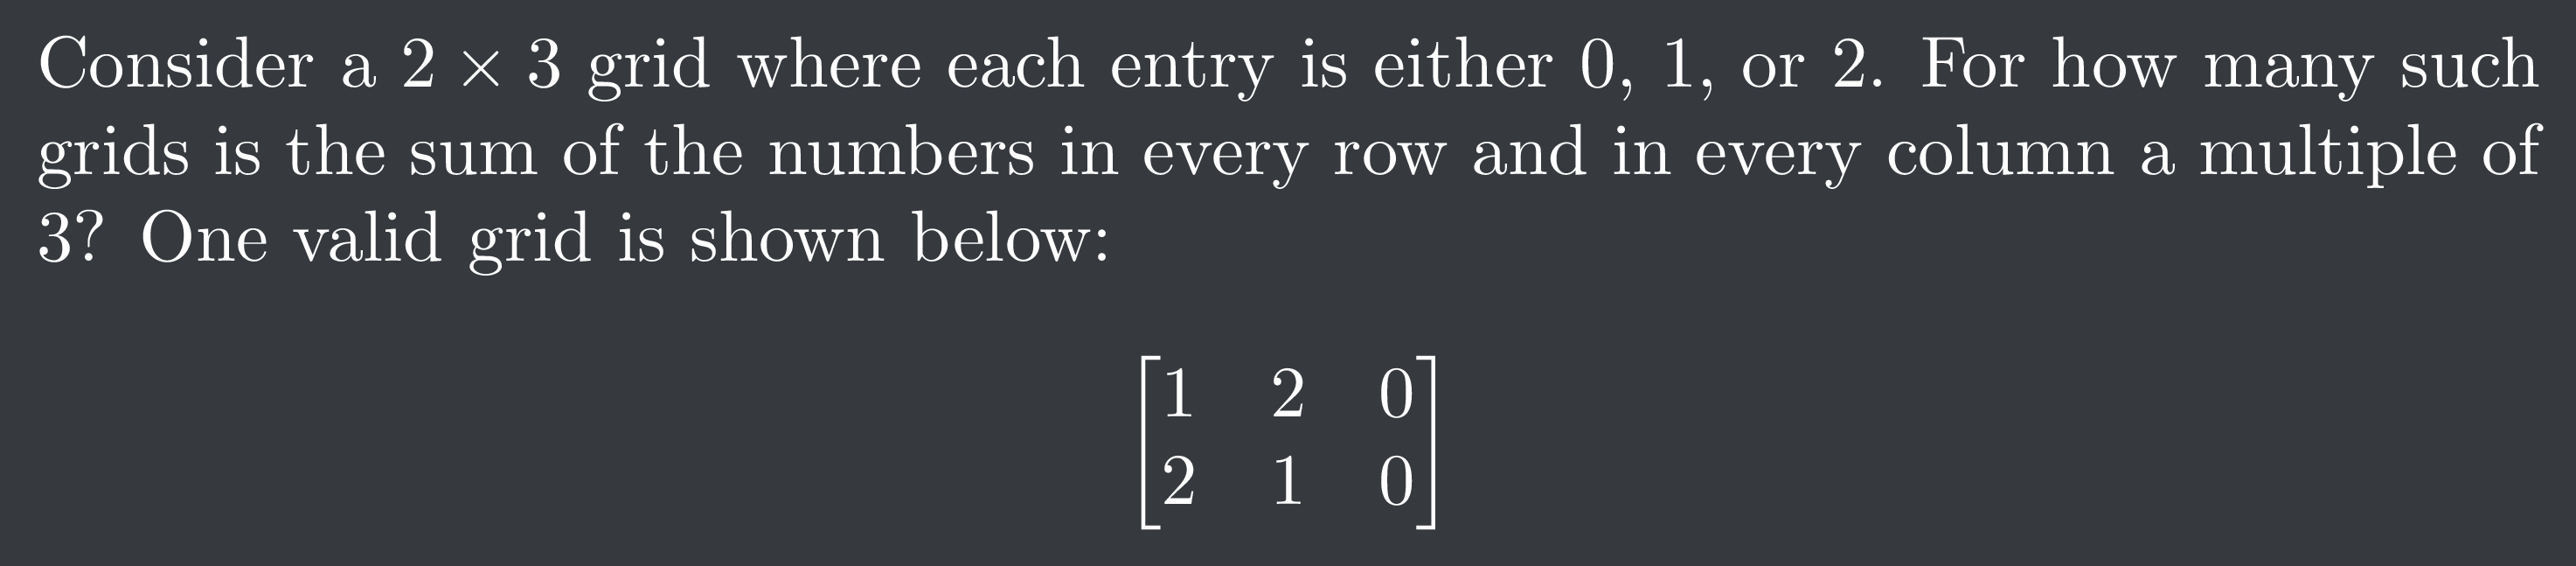 Consider a 2 × 3 grid where each entry is either 0, 1, or 2. For how many such
grids is the sum of the numbers in every row and in every column a multiple of
3? One valid grid is shown below:
1 2 0
2 1 0